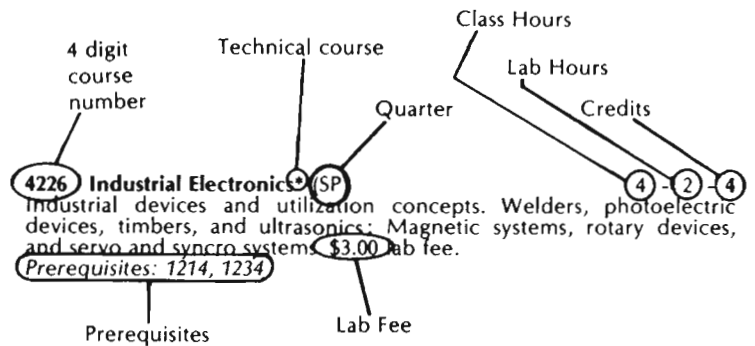 Class Hours
4 digit
course
number
Technical course
Lab Hours
Quarter
Credits
4226 Industrial Electronics* (SP) 4 - 2 - 4
Industrial devices and utilization concepts. Welders, photoelectric
devices, timbers, and ultrasonics: Magnetic systems, rotary devices,
and servo and syncro systems. $3.00 lab fee.
Prerequisites: 1214, 1234
Lab Fee
Prerequisites